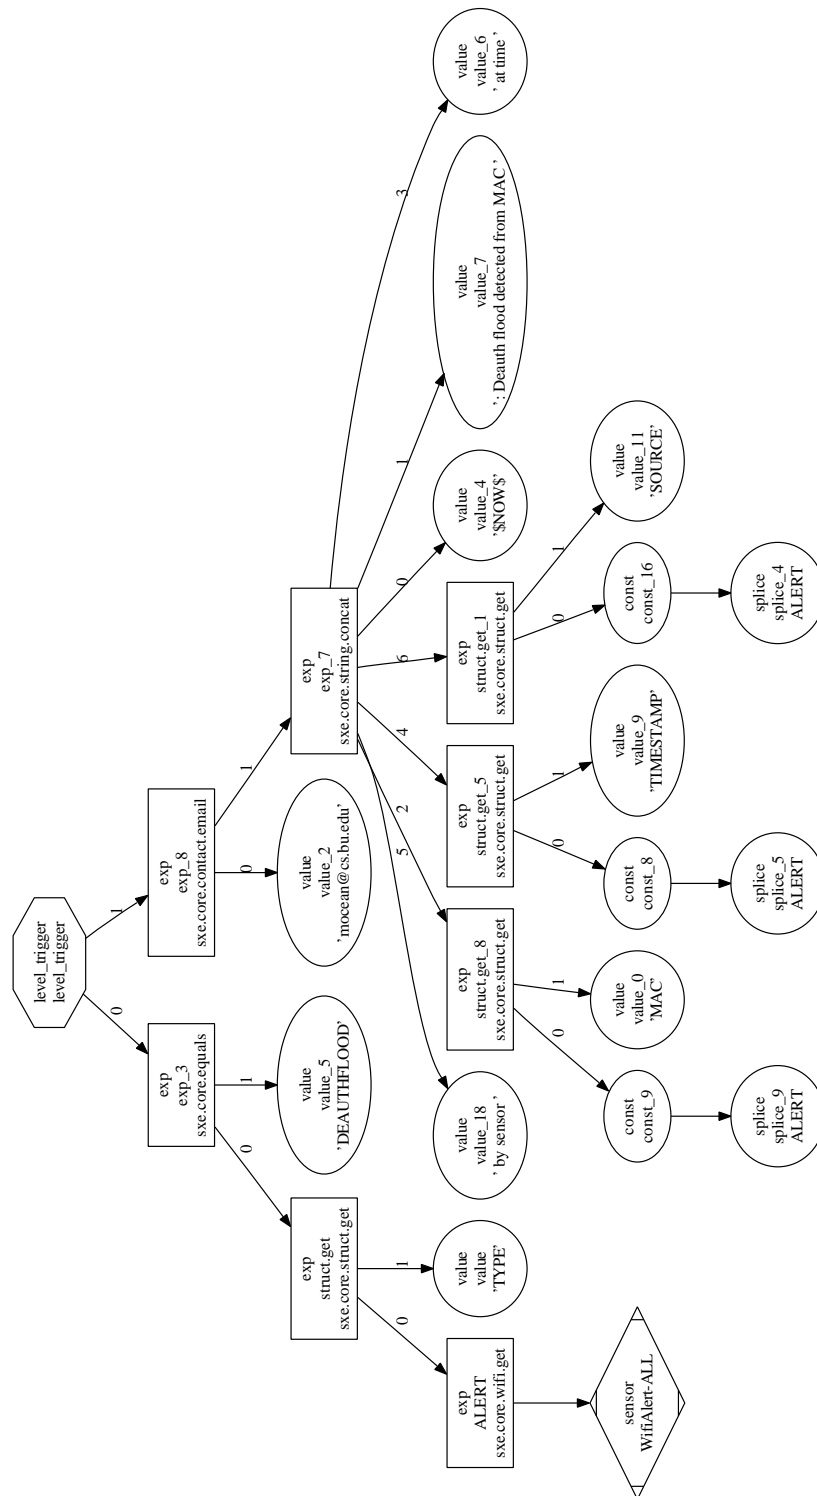 level_trigger
level_trigger
0
1
exp
exp_3
sxe.core.equals
exp
exp_8
sxe.core.contact.email
0
1
0
1
struct.get
exp
sxe.core.struct.get
value
value_5
'DEAUTHFLOOD'
value
value_2
'mocean@cs.bu.edu'
exp
exp_7
sxe.core.string.concat
0
1
5
2
4
6
0
1
3
exp
ALERT
sxe.core.wifi.get
value
value
'TYPE'
value
value_18
' by sensor '
exp
struct.get_8
sxe.core.struct.get
exp
struct.get_5
sxe.core.struct.get
exp
struct.get_1
sxe.core.struct.get
value
value_4
'$NOW$'
value
value_7
': Deauth flood detected from MAC '
value
value_6
' at time '
0
1
0
1
0
1
sensor
WifiAlert-ALL
const
const_9
value
value_0
'MAC'
const
const_8
value
value_9
'TIMESTAMP'
const
const_16
value
value_11
'SOURCE'
splice
splice_9
ALERT
splice
splice_5
ALERT
splice
splice_4
ALERT